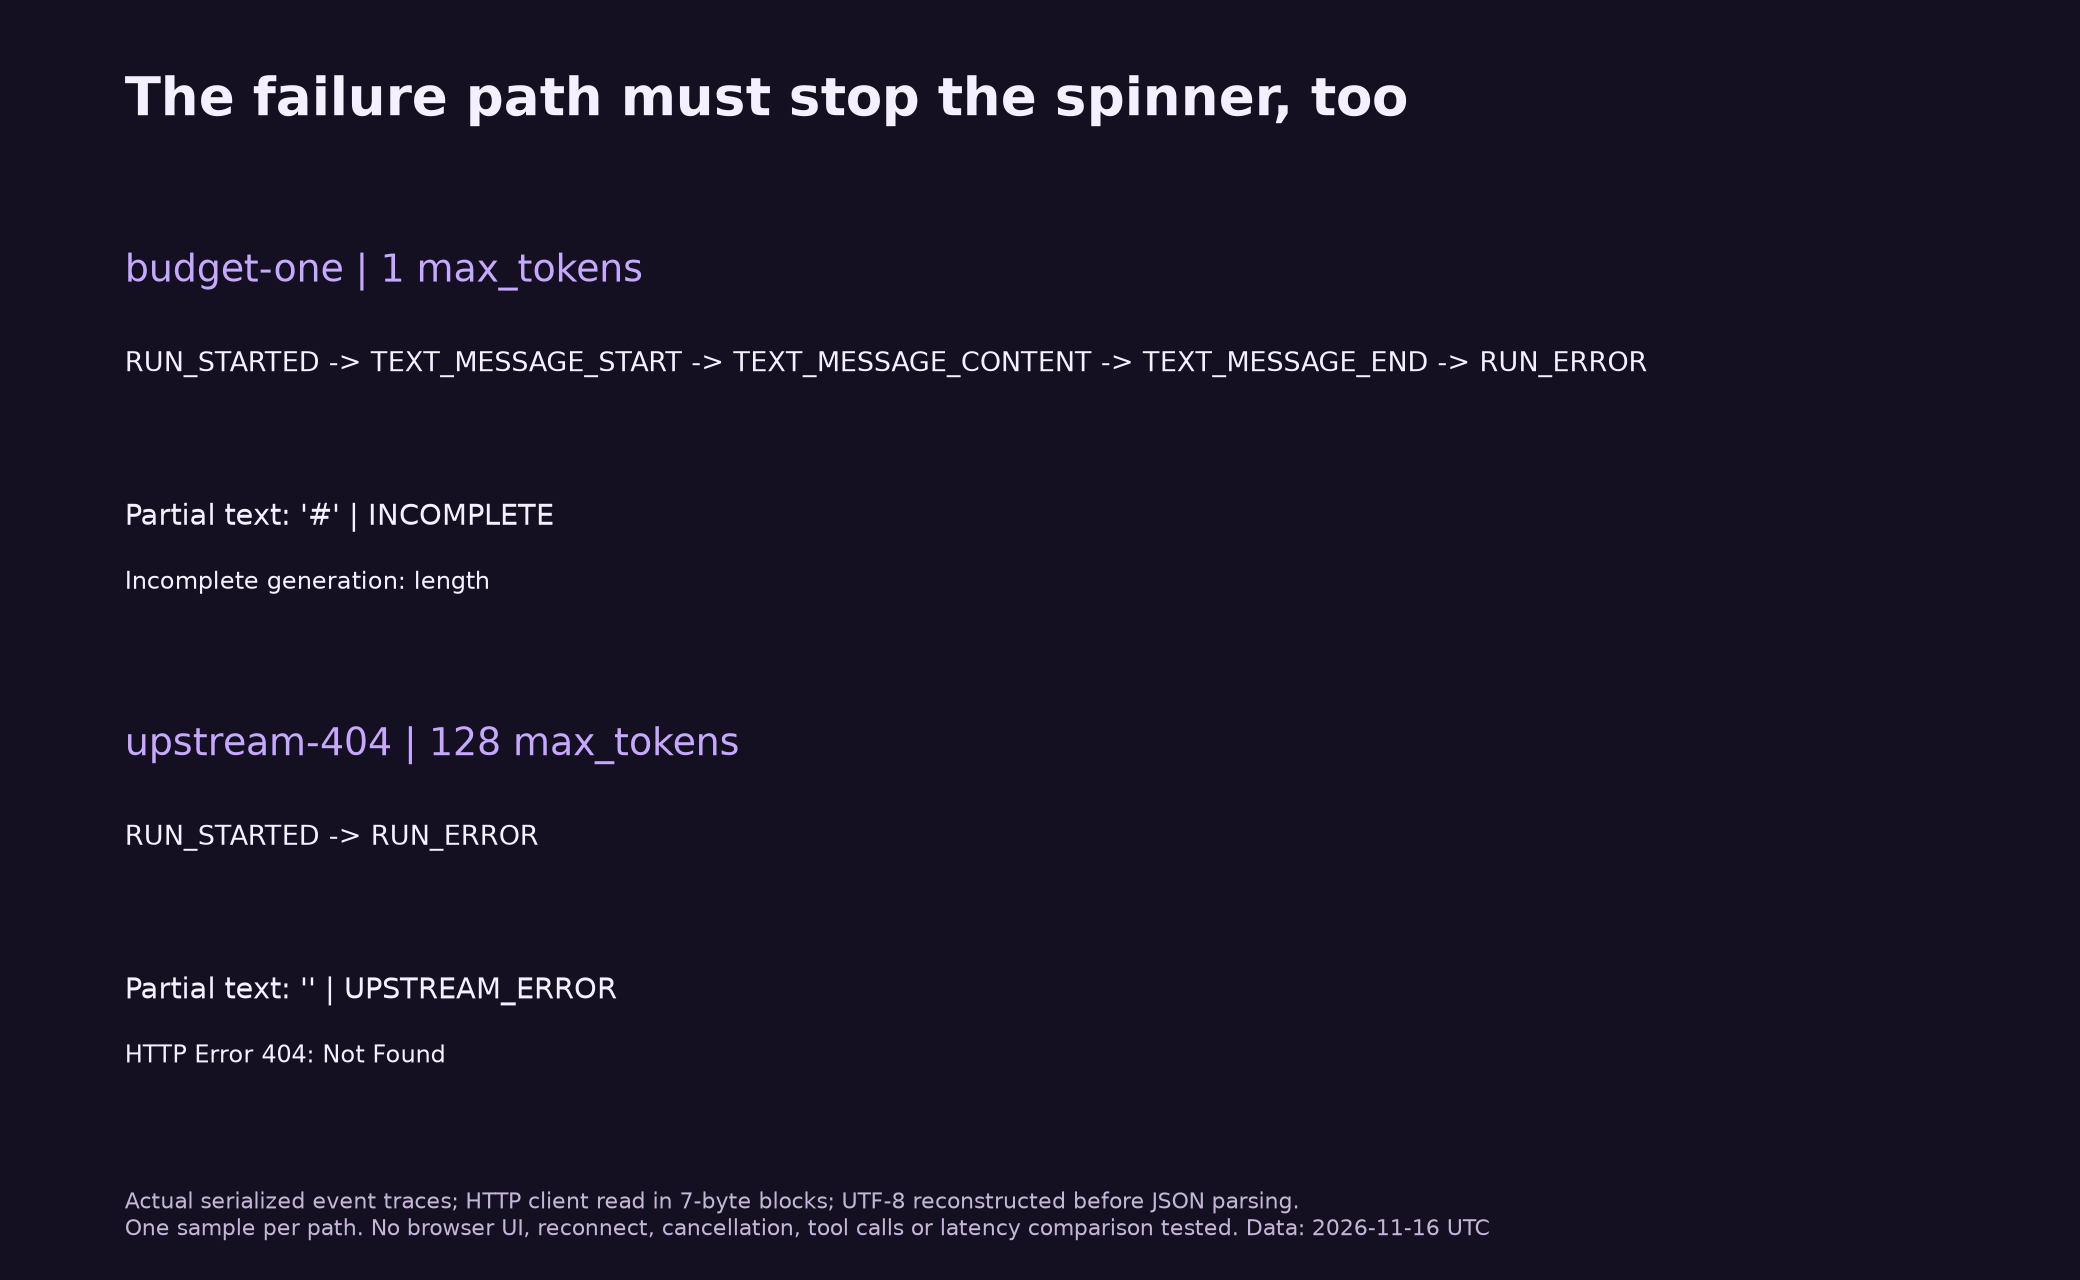 The failure path must stop the spinner, too
budget-one | 1 max_tokens
RUN_STARTED -> TEXT_MESSAGE_START -> TEXT_MESSAGE_CONTENT -> TEXT_MESSAGE_END -> RUN_ERROR
Partial text: '#' | INCOMPLETE
Incomplete generation: length
upstream-404 | 128 max_tokens
RUN_STARTED -> RUN_ERROR
Partial text: '' | UPSTREAM_ERROR
HTTP Error 404: Not Found
Actual serialized event traces; HTTP client read in 7-byte blocks; UTF-8 reconstructed before JSON parsing.
One sample per path. No browser UI, reconnect, cancellation, tool calls or latency comparison tested. Data: 2026-11-16 UTC